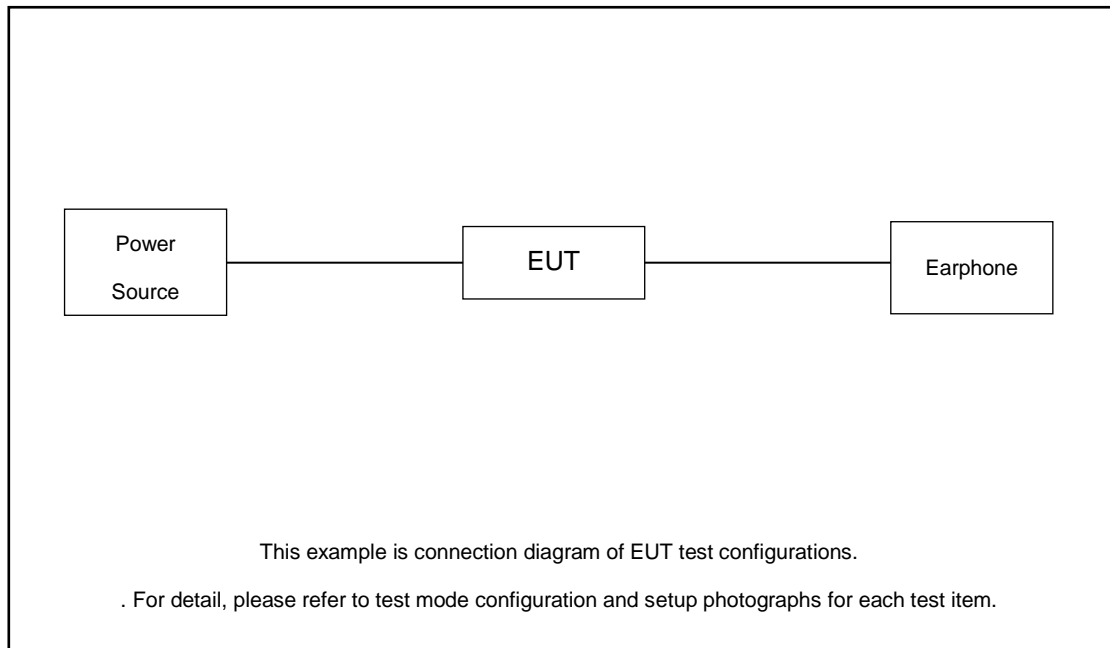 Power
Source
EUT
Earphone
This example is connection diagram of EUT test configurations.
. For detail, please refer to test mode configuration and setup photographs for each test item.